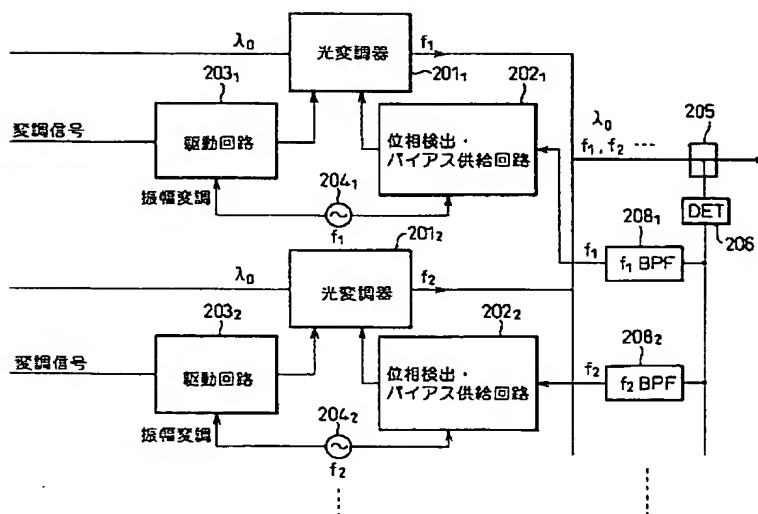 λ0
光変調器
f1
201₁
203₁
202₁
変調信号
駆動回路
位相検出・
バイアス供給回路
λ0
f1, f2 ···
205
振幅変調
204₁
f1
DET
206
201₂
208₁
f1
f1 BPF
λ0
光変調器
f2
203₂
202₂
変調信号
駆動回路
位相検出・
バイアス供給回路
208₂
f2
f2 BPF
振幅変調
204₂
f2